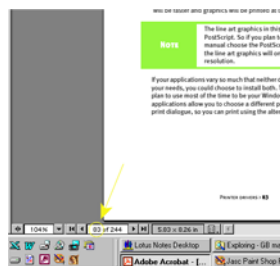 will be faster and graphics will be printed as
The line art graphics in this
PostScript. So if you plan to
NOTE
manual choose the PostSc
the line art graphics will on
resolution.
If your applications vary so much that neither o
your needs, you could choose to install both.
plan to use most of the time to be your Window
applications allow you to choose a different p
print dialogue, so you can print using the alter
PRINTER DRIVERS • 83
104%
83 of 244
5.83 x 8.26 in
Lotus Notes Desktop
Exploring - GB ma
Adobe Acrobat - [...
Jasc Paint Shop